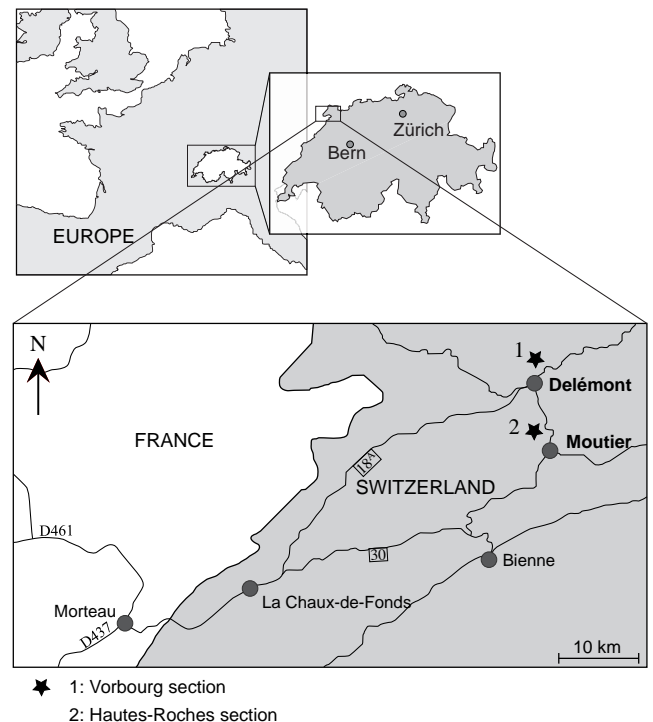 EUROPE
Zürich
Bern
N
1
Delémont
2
Moutier
FRANCE
18A
SWITZERLAND
D461
30
Bienne
La Chaux-de-Fonds
Morteau
D437
10 km
1: Vorbourg section
2: Hautes-Roches section